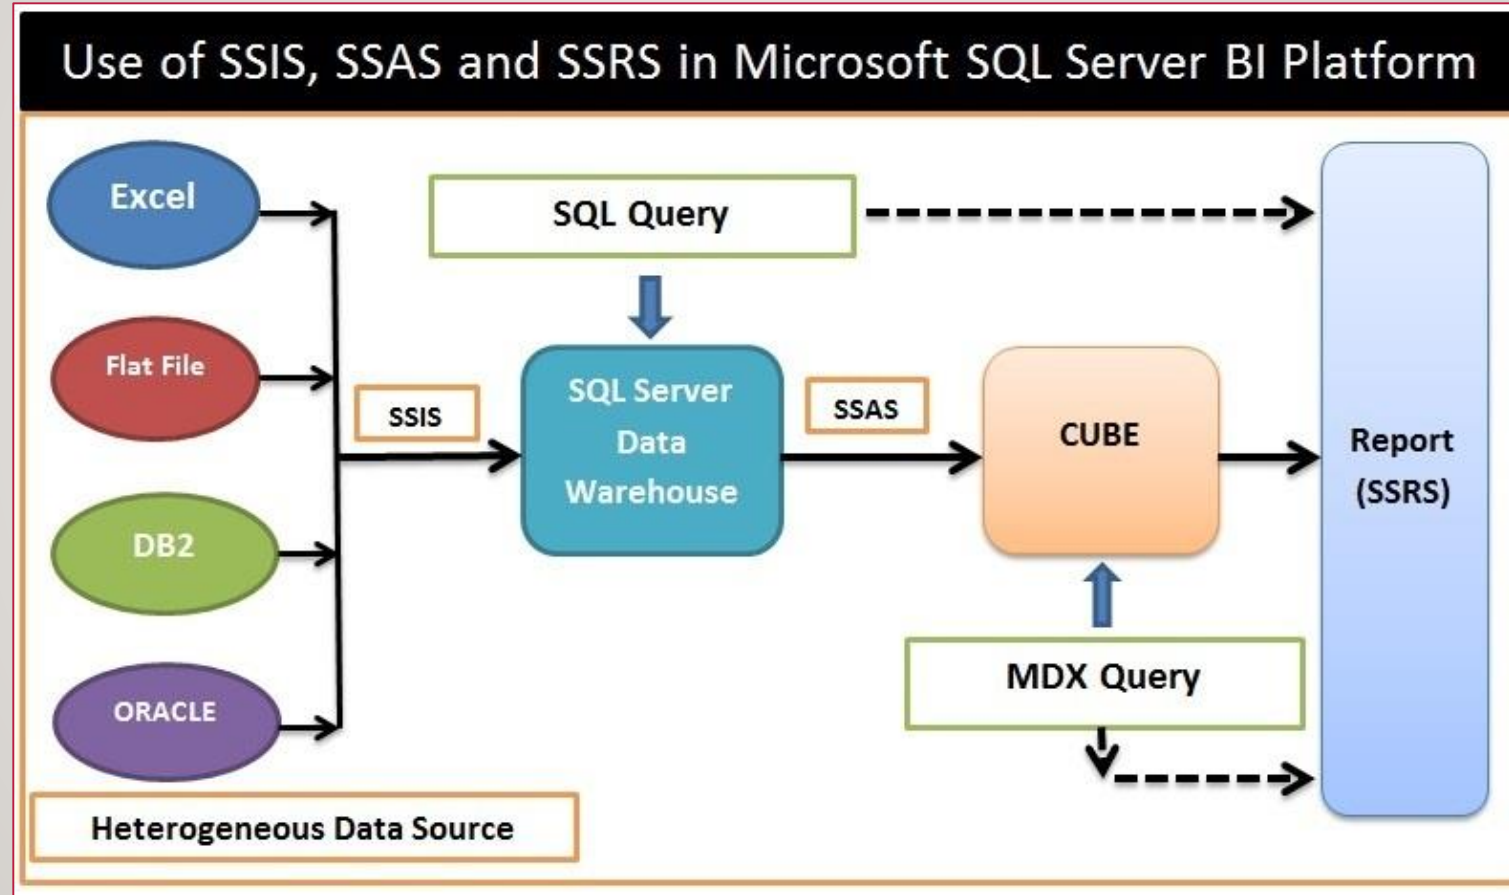 Use of SSIS, SSAS and SSRS in Microsoft SQL Server BI Platform
Excel
Flat File
DB2
ORACLE
Heterogeneous Data Source
SSIS
SQL Query
SQL Server
Data
Warehouse
SSAS
CUBE
MDX Query
Report
(SSRS)